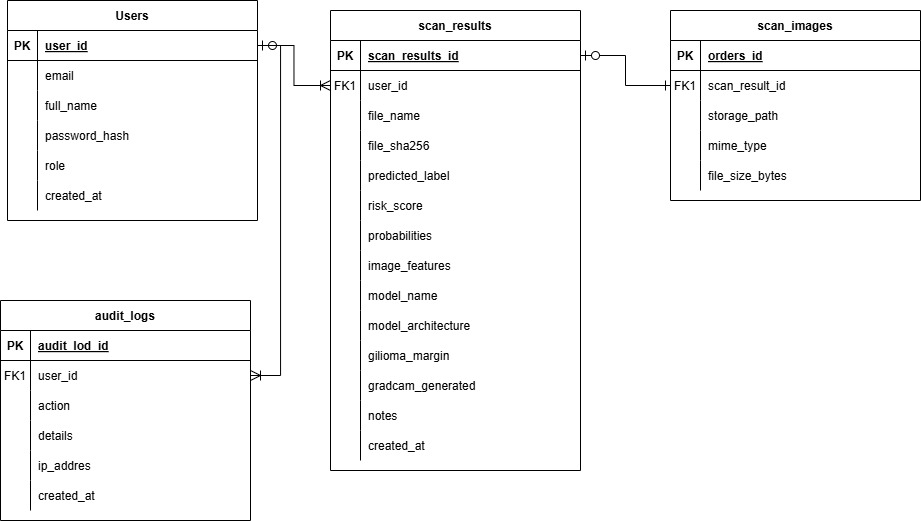 Users
PK user_id
email
full_name
password_hash
role
created_at
scan_results
PK scan_results_id
FK1 user_id
file_name
file_sha256
predicted_label
risk_score
probabilities
image_features
model_name
model_architecture
gilioma_margin
gradcam_generated
notes
created_at
scan_images
PK orders_id
FK1 scan_result_id
storage_path
mime_type
file_size_bytes
audit_logs
PK audit_lod_id
FK1 user_id
action
details
ip_addres
created_at